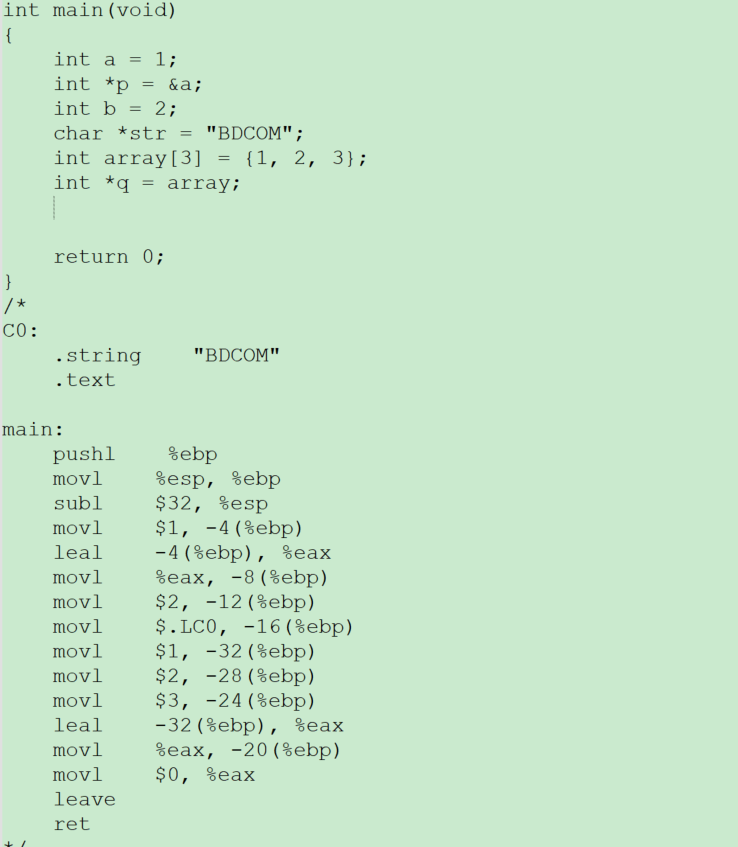 int main(void)
{
    int a = 1;
    int *p = &a;
    int b = 2;
    char *str = "BDCOM";
    int array[3] = {1, 2, 3};
    int *q = array;
    return 0;
}
/*
C0:
    .string    "BDCOM"
    .text
main:
    pushl    %ebp
    movl    %esp, %ebp
    subl    $32, %esp
    movl    $1, -4(%ebp)
    leal    -4(%ebp), %eax
    movl    %eax, -8(%ebp)
    movl    $2, -12(%ebp)
    movl    $.LC0, -16(%ebp)
    movl    $1, -32(%ebp)
    movl    $2, -28(%ebp)
    movl    $3, -24(%ebp)
    leal    -32(%ebp), %eax
    movl    %eax, -20(%ebp)
    movl    $0, %eax
    leave
    ret
*/